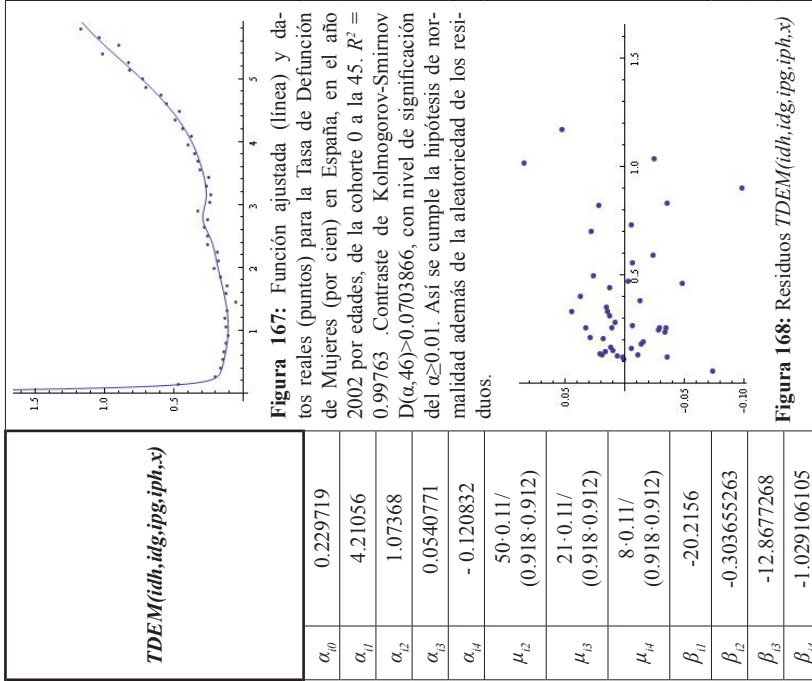 TDEM(idh,idg,ipg,iph,x)
α_i0 0.229719
α_i1 4.21056
α_i2 1.07368
α_i3 0.0540771
α_i4 - 0.120832
μ_i2 50·0.11/
(0.918·0.912)
μ_i3 21·0.11/
(0.918·0.912)
μ_i4 8·0.11/
(0.918·0.912)
β_i1 -20.2156
β_i2 -0.303655263
β_i3 -12.8677268
β_i4 -1.029106105
1.5
1.0
0.5
1 2 3 4 5
Figura 167: Función ajustada (línea) y da-
tos reales (puntos) para la Tasa de Defunción
de Mujeres (por cien) en España, en el año
2002 por edades, de la cohorte 0 a la 45. R² =
0.99763 .Contraste de Kolmogorov-Smirnov
D(α,46)>0.0703866, con nivel de significación
del α≥0.01. Así se cumple la hipótesis de nor-
malidad además de la aleatoriedad de los resi-
duos.
0.05
0.5 1.0 1.5
-0.05
-0.10
Figura 168: Residuos TDEM(idh,idg,ipg,iph,x)